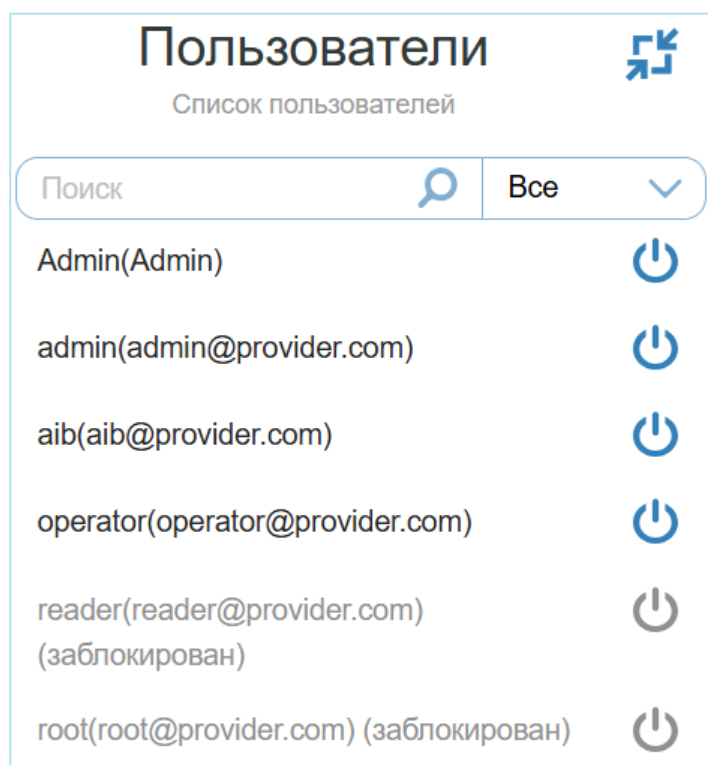 Пользователи
Список пользователей
Поиск
Все
Admin(Admin)
admin(admin@provider.com)
aib(aib@provider.com)
operator(operator@provider.com)
reader(reader@provider.com)
(заблокирован)
root(root@provider.com) (заблокирован)